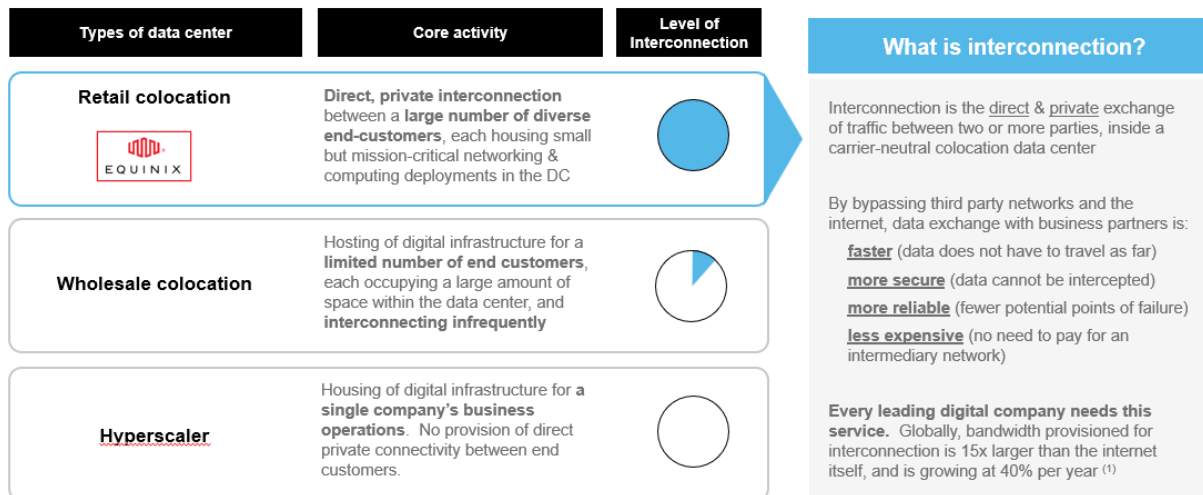 Types of data center
Core activity
Level of
Interconnection
Retail colocation
EQUINIX
Direct, private interconnection
between a large number of diverse
end-customers, each housing small
but mission-critical networking &
computing deployments in the DC
Wholesale colocation
Hosting of digital infrastructure for a
limited number of end customers,
each occupying a large amount of
space within the data center, and
interconnecting infrequently
Hyperscaler
Housing of digital infrastructure for a
single company's business
operations. No provision of direct
private connectivity between end
customers.
What is interconnection?
Interconnection is the direct & private exchange
of traffic between two or more parties, inside a
carrier-neutral colocation data center
By bypassing third party networks and the
internet, data exchange with business partners is:
faster (data does not have to travel as far)
more secure (data cannot be intercepted)
more reliable (fewer potential points of failure)
less expensive (no need to pay for an
intermediary network)
Every leading digital company needs this
service. Globally, bandwidth provisioned for
interconnection is 15x larger than the internet
itself, and is growing at 40% per year (1)